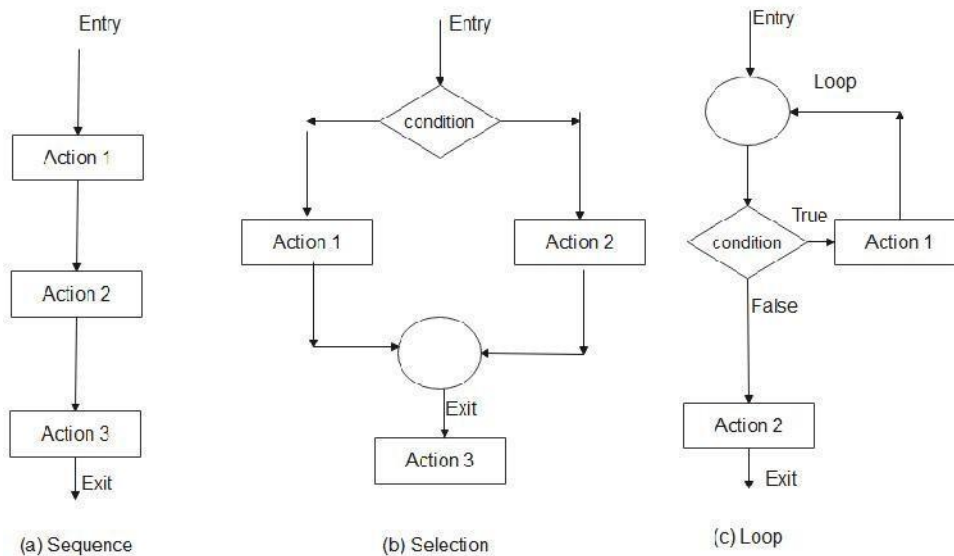 Entry
Action 1
Action 2
Action 3
Exit
(a) Sequence
Entry
condition
Action 1
Action 2
Exit
Action 3
(b) Selection
Entry
Loop
True
condition
Action 1
False
Action 2
Exit
(c) Loop